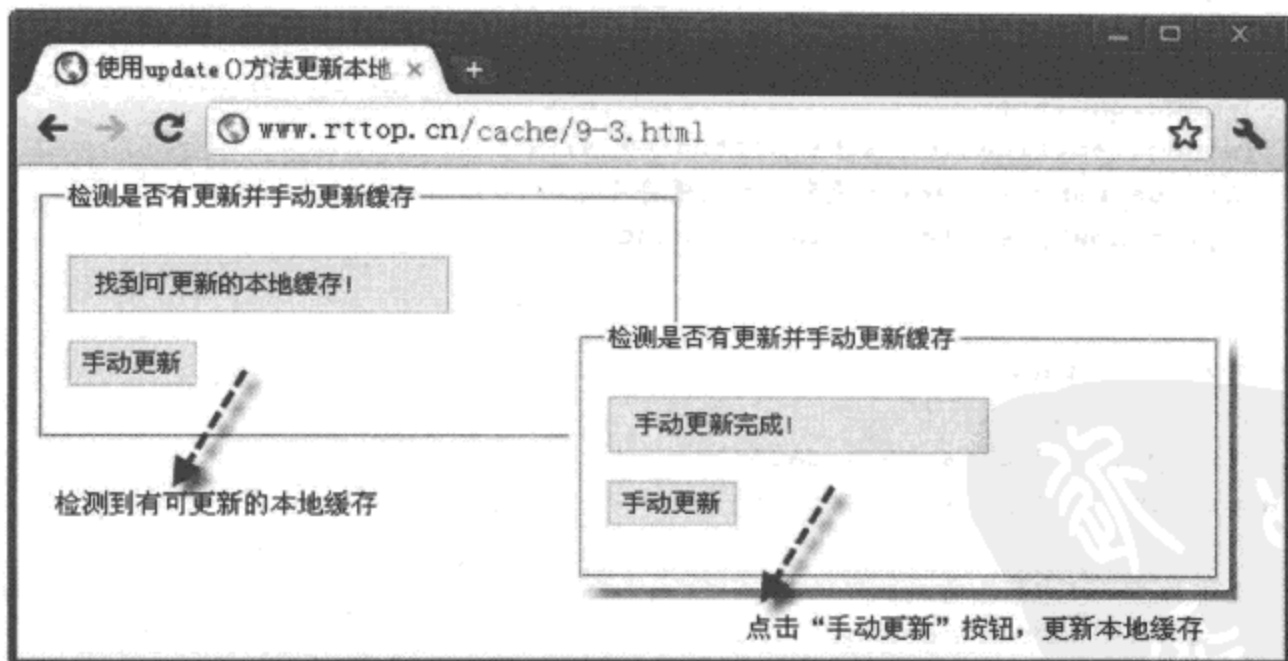 使用update()方法更新本地
www.rttop.cn/cache/9-3.html
检测是否有更新并手动更新缓存
找到可更新的本地缓存!
手动更新
检测到有可更新的本地缓存
检测是否有更新并手动更新缓存
手动更新完成!
手动更新
点击“手动更新”按钮，更新本地缓存